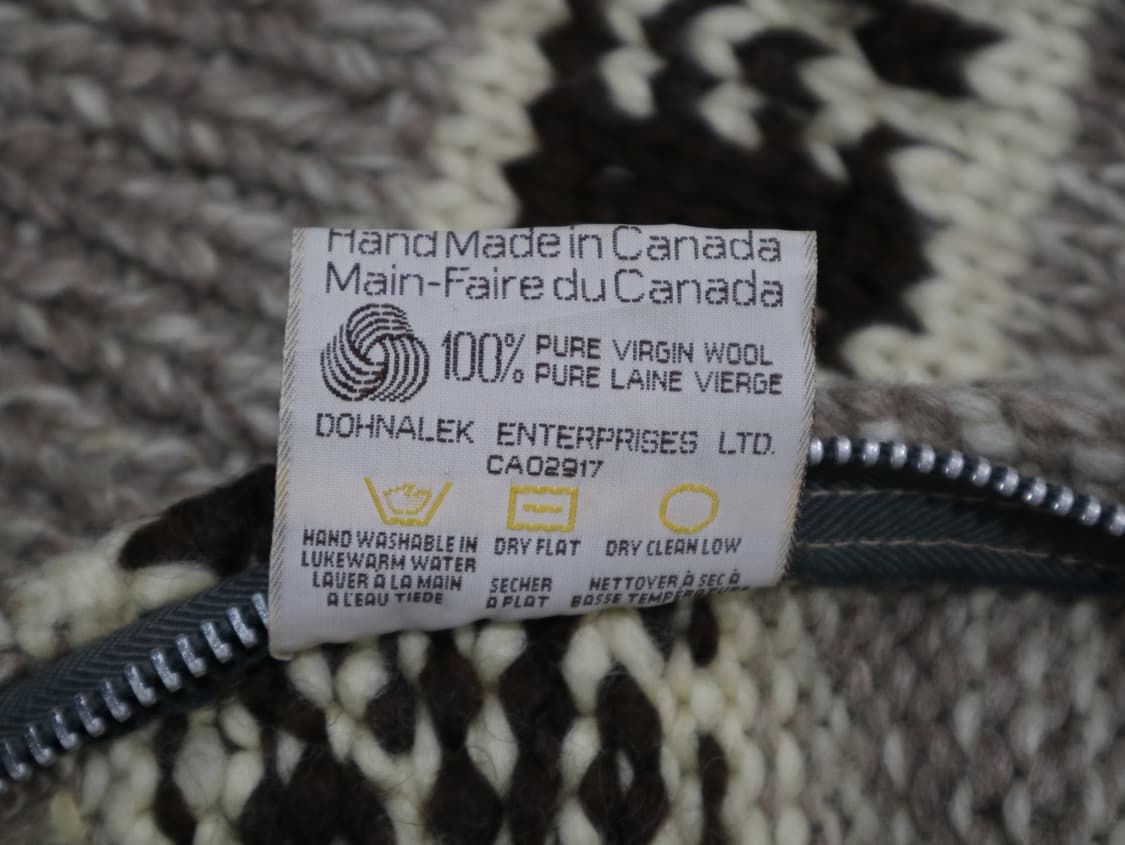 Hand Made in Canada
Main-Faire du Canada
100% PURE VIRGIN WOOL
PURE LAINE VIERGE
DOHNALEK ENTERPRISES LTD.
CA02917
HAND WASHABLE IN
LUKEWARM WATER
LAVER À LA MAIN
À L'EAU TIEDE
DRY FLAT
SECHER
À PLAT
DRY CLEAN LOW
NETTOYER À SEC À
BASSE TEMPERATURE